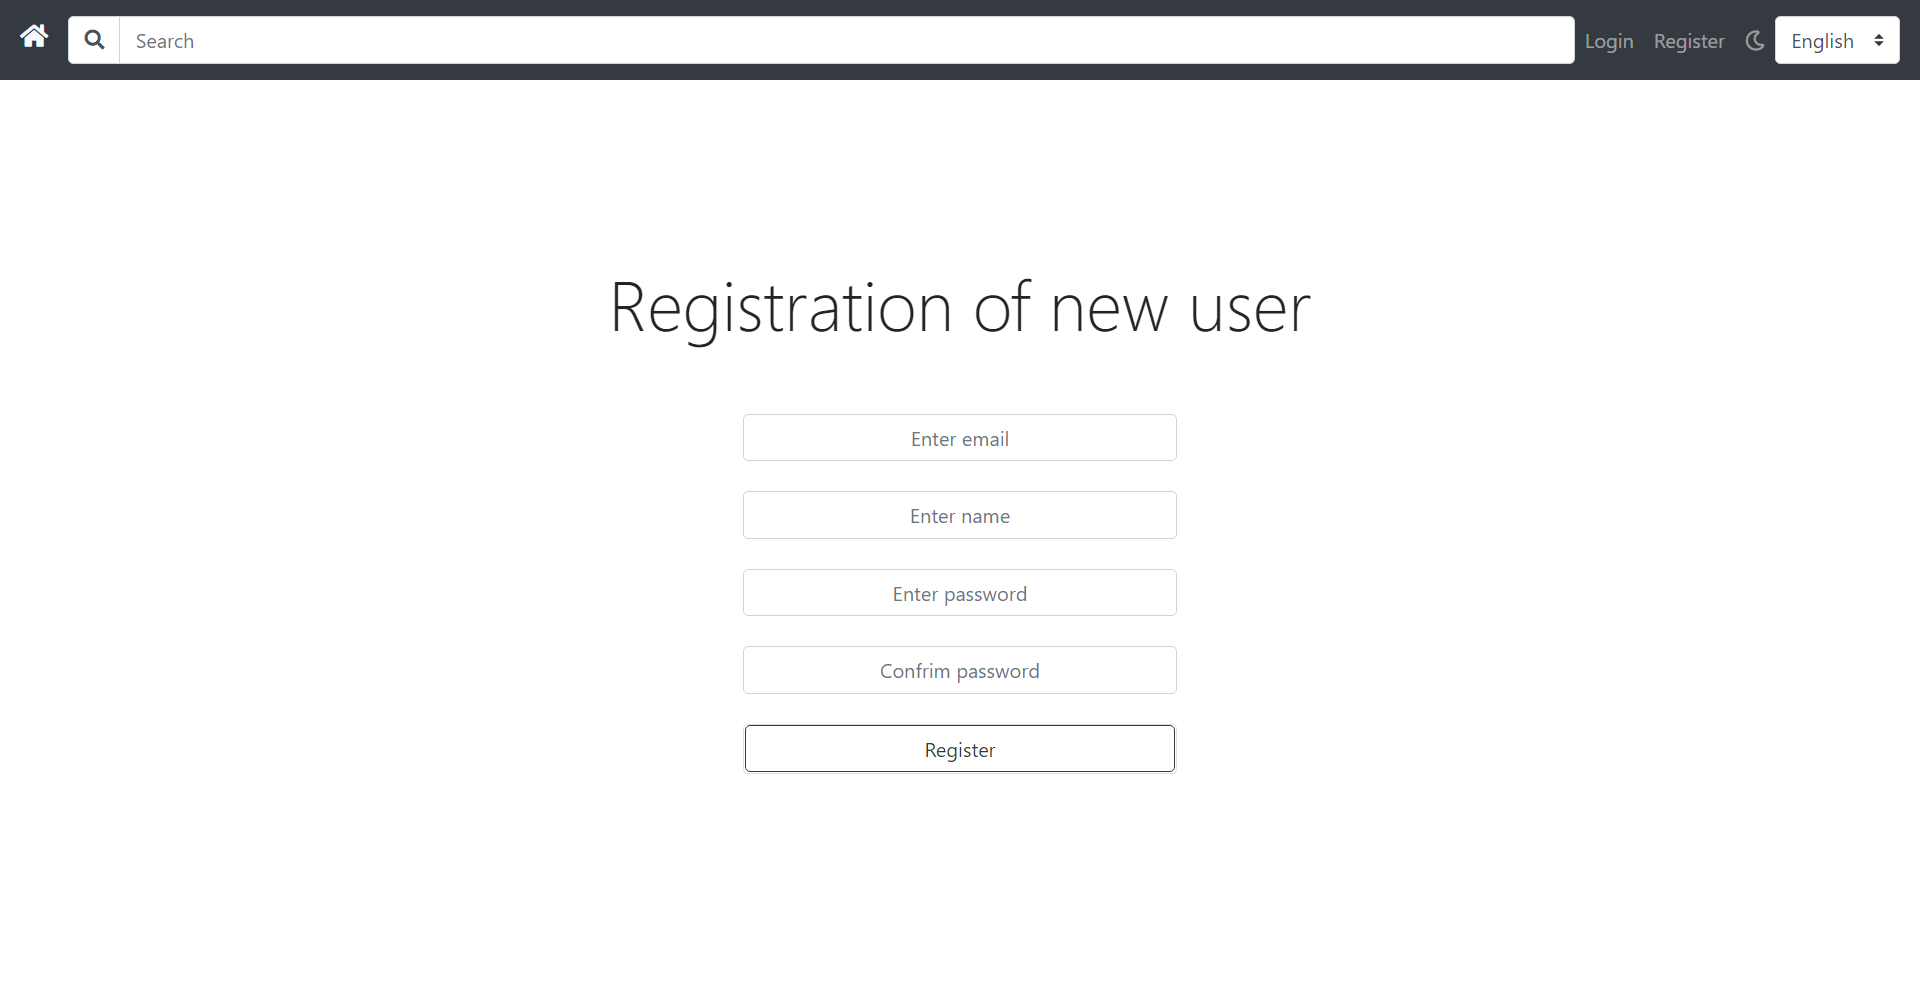 Search Login Register English
Registration of new user
Enter email
Enter name
Enter password
Confrim password
Register